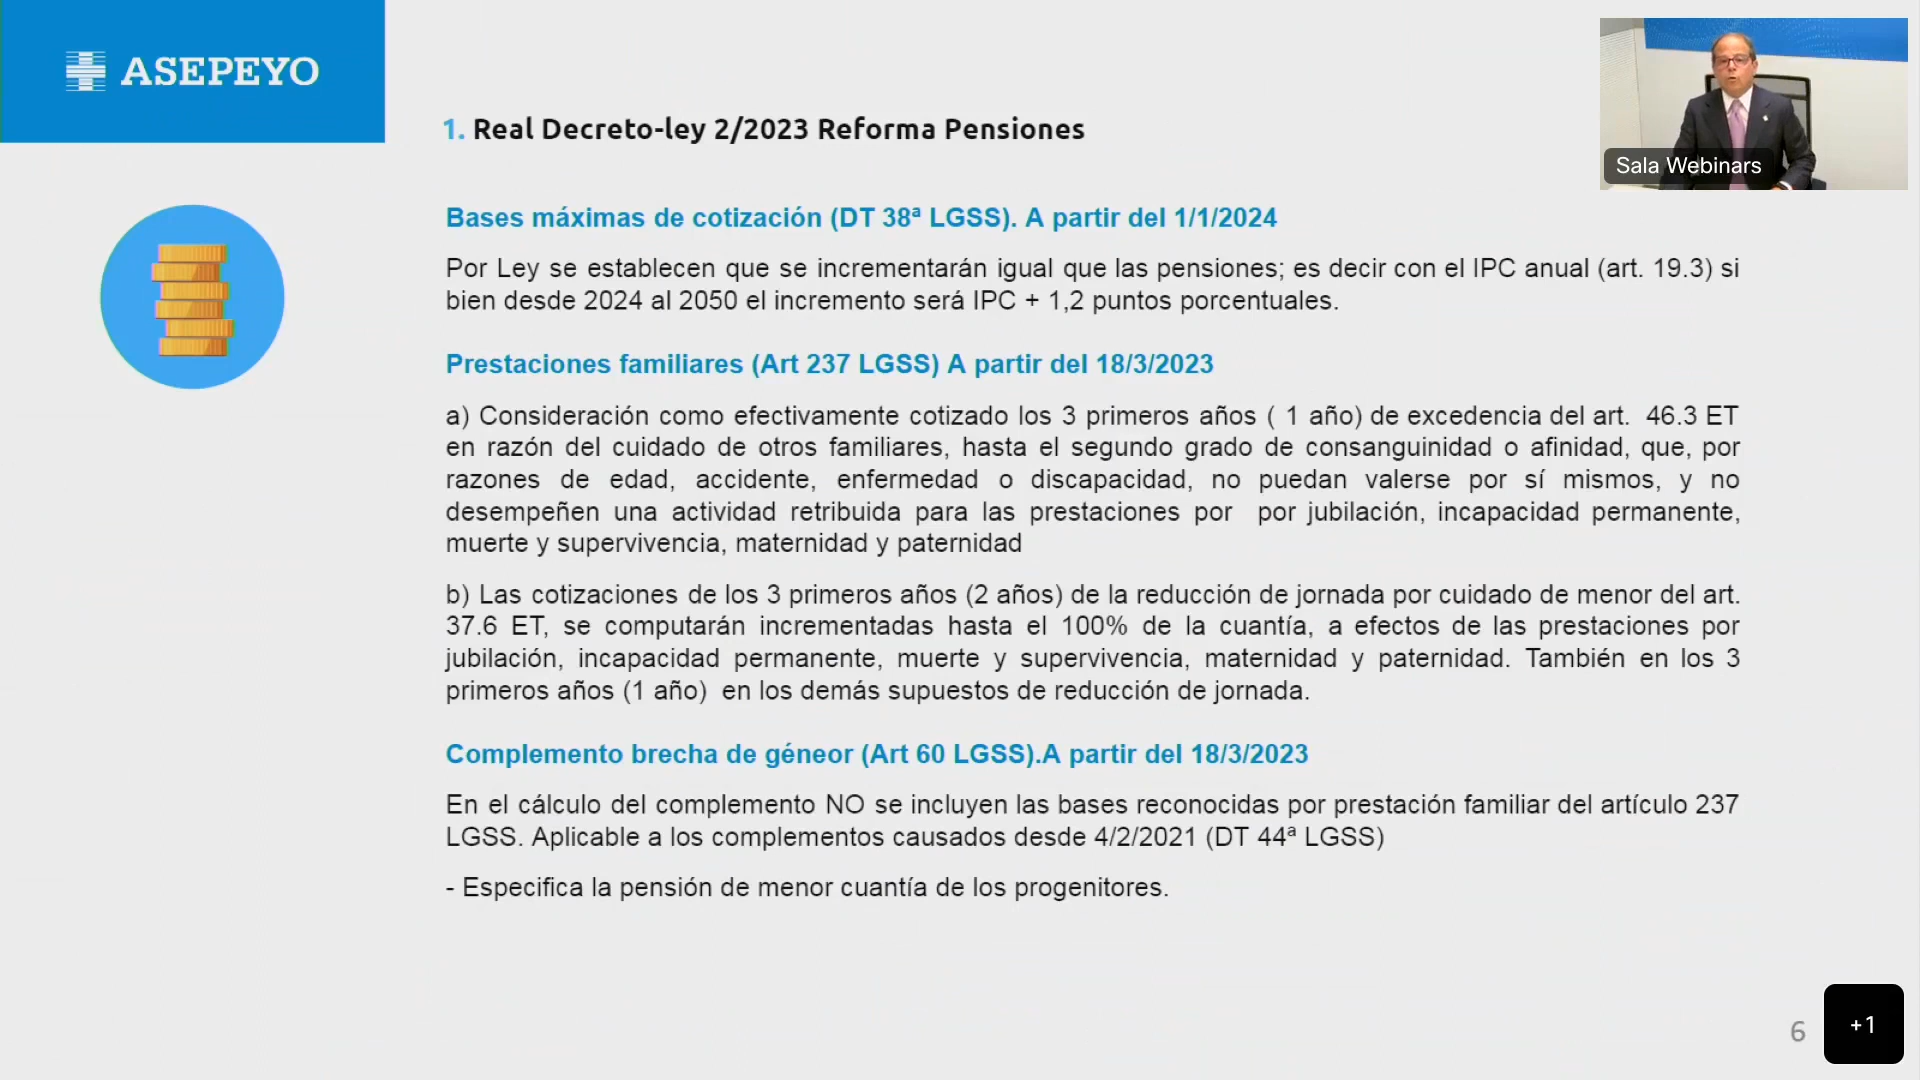 ASEPEYO
Sala Webinars
1. Real Decreto-ley 2/2023 Reforma Pensiones
Bases máximas de cotización (DT 38ª LGSS). A partir del 1/1/2024
Por Ley se establecen que se incrementarán igual que las pensiones; es decir con el IPC anual (art. 19.3) si
bien desde 2024 al 2050 el incremento será IPC + 1,2 puntos porcentuales.
Prestaciones familiares (Art 237 LGSS) A partir del 18/3/2023
a) Consideración como efectivamente cotizado los 3 primeros años ( 1 año) de excedencia del art. 46.3 ET
en razón del cuidado de otros familiares, hasta el segundo grado de consanguinidad o afinidad, que, por
razones de edad, accidente, enfermedad o discapacidad, no puedan valerse por sí mismos, y no
desempeñen una actividad retribuida para las prestaciones por por jubilación, incapacidad permanente,
muerte y supervivencia, maternidad y paternidad
b) Las cotizaciones de los 3 primeros años (2 años) de la reducción de jornada por cuidado de menor del art.
37.6 ET, se computarán incrementadas hasta el 100% de la cuantía, a efectos de las prestaciones por
jubilación, incapacidad permanente, muerte y supervivencia, maternidad y paternidad. También en los 3
primeros años (1 año) en los demás supuestos de reducción de jornada.
Complemento brecha de géneor (Art 60 LGSS).A partir del 18/3/2023
En el cálculo del complemento NO se incluyen las bases reconocidas por prestación familiar del artículo 237
LGSS. Aplicable a los complementos causados desde 4/2/2021 (DT 44ª LGSS)
- Especifica la pensión de menor cuantía de los progenitores.
6
+1